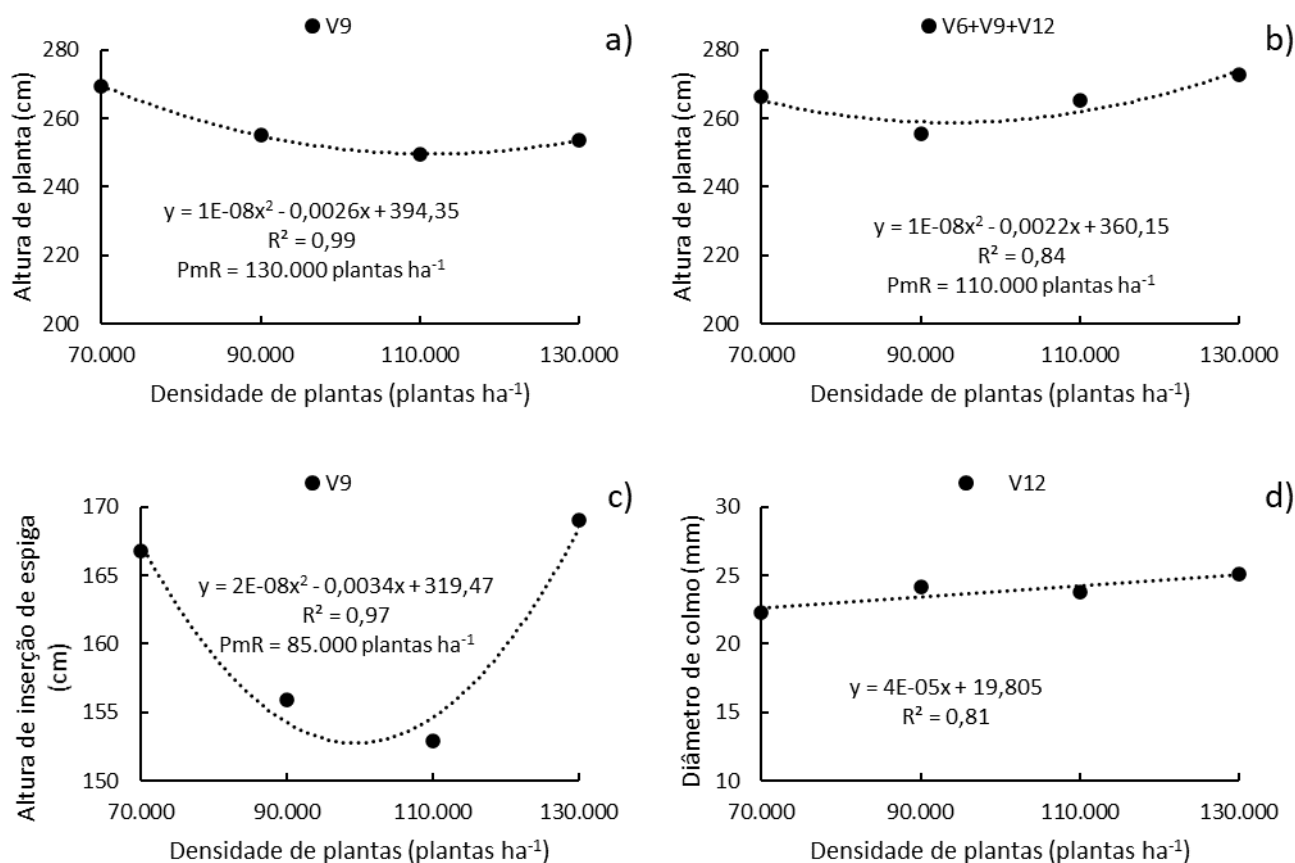 V9
a)
280
260
240
220
200
Altura de planta (cm)
y = 1E-08x² - 0,0026x + 394,35
R² = 0,99
PmR = 130.000 plantas ha⁻¹
70.000 90.000 110.000 130.000
Densidade de plantas (plantas ha⁻¹)
V6+V9+V12
b)
280
260
240
220
200
Altura de planta (cm)
y = 1E-08x² - 0,0022x + 360,15
R² = 0,84
PmR = 110.000 plantas ha⁻¹
70.000 90.000 110.000 130.000
Densidade de plantas (plantas ha⁻¹)
V9
c)
170
165
160
155
150
Altura de inserção de espiga
(cm)
y = 2E-08x² - 0,0034x + 319,47
R² = 0,97
PmR = 85.000 plantas ha⁻¹
70.000 90.000 110.000 130.000
Densidade de plantas (plantas ha⁻¹)
V12
d)
30
25
20
15
10
Diâmetro de colmo (mm)
y = 4E-05x + 19,805
R² = 0,81
70.000 90.000 110.000 130.000
Densidade de plantas (plantas ha⁻¹)